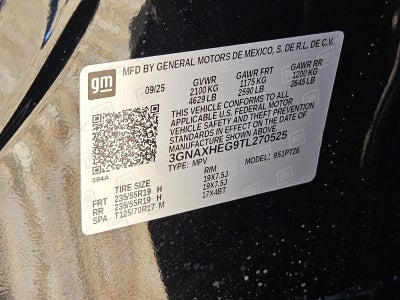 gm
MFD BY GENERAL MOTORS DE MEXICO, S. DE R.L. DE C.V.
09/25 GVWR GAWR FRT GAWR RR
2100 KG 1175 KG 1200 KG
4629 LB 2590 LB 2645 LB
THIS VEHICLE CONFORMS TO ALL APPLICABLE
U.S. FEDERAL MOTOR VEHICLE SAFETY, BUMPER, AND THEFT
PREVENTION STANDARDS IN EFFECT ON THE DATE OF
MANUFACTURE SHOWN ABOVE.
3GNAXHEG9TL270525
TYPE: MPV MODEL: 951PT26
384A
TIRE SIZE RIM
FRT 235/55R19 H 19X7.5J
RR 235/55R19 H 19X7.5J
SPA T125/70R17 M 17X4BT